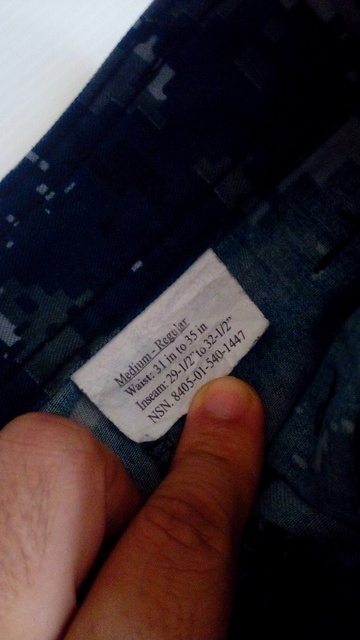 Medium - Regular
Waist: 31 in to 35 in
Inseam: 29-1/2" to 32-1/2"
NSN. 8405-01-540-1447